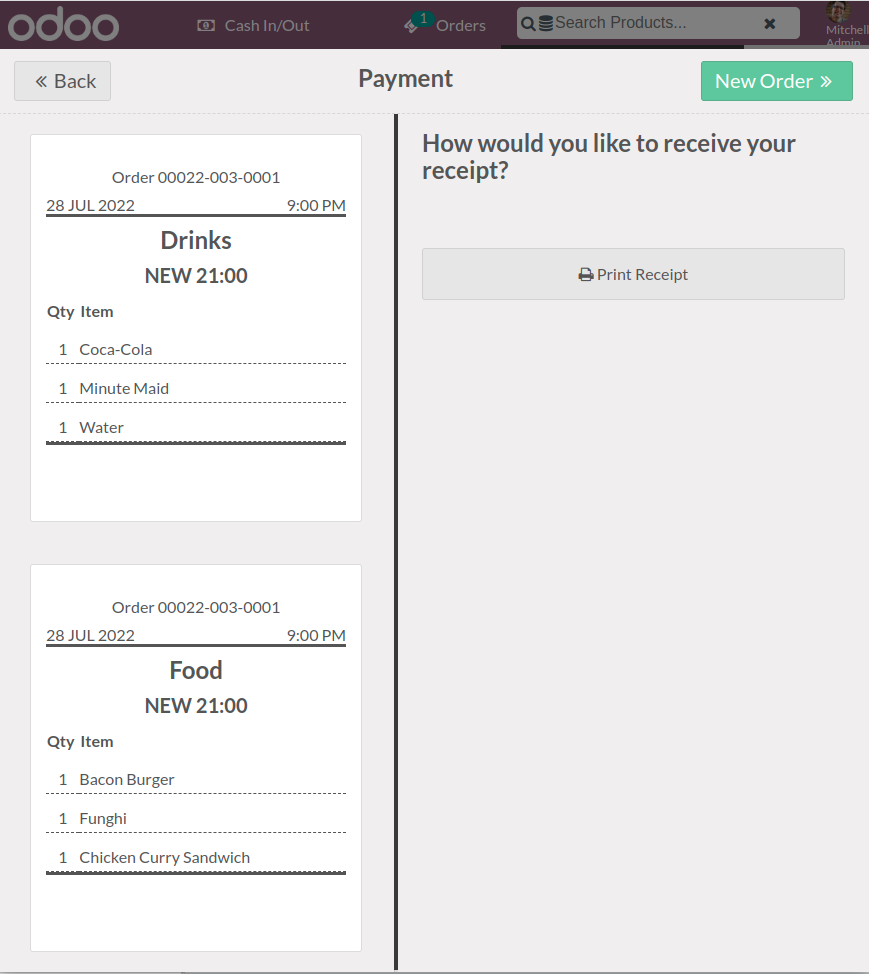 odoo
Cash In/Out
1
Orders
Search Products...
Mitchell
Admin
Back
Payment
New Order
Order 00022-003-0001
28 JUL 2022 9:00 PM
Drinks
NEW 21:00
Qty Item
1 Coca-Cola
1 Minute Maid
1 Water
Order 00022-003-0001
28 JUL 2022 9:00 PM
Food
NEW 21:00
Qty Item
1 Bacon Burger
1 Funghi
1 Chicken Curry Sandwich
How would you like to receive your
receipt?
Print Receipt